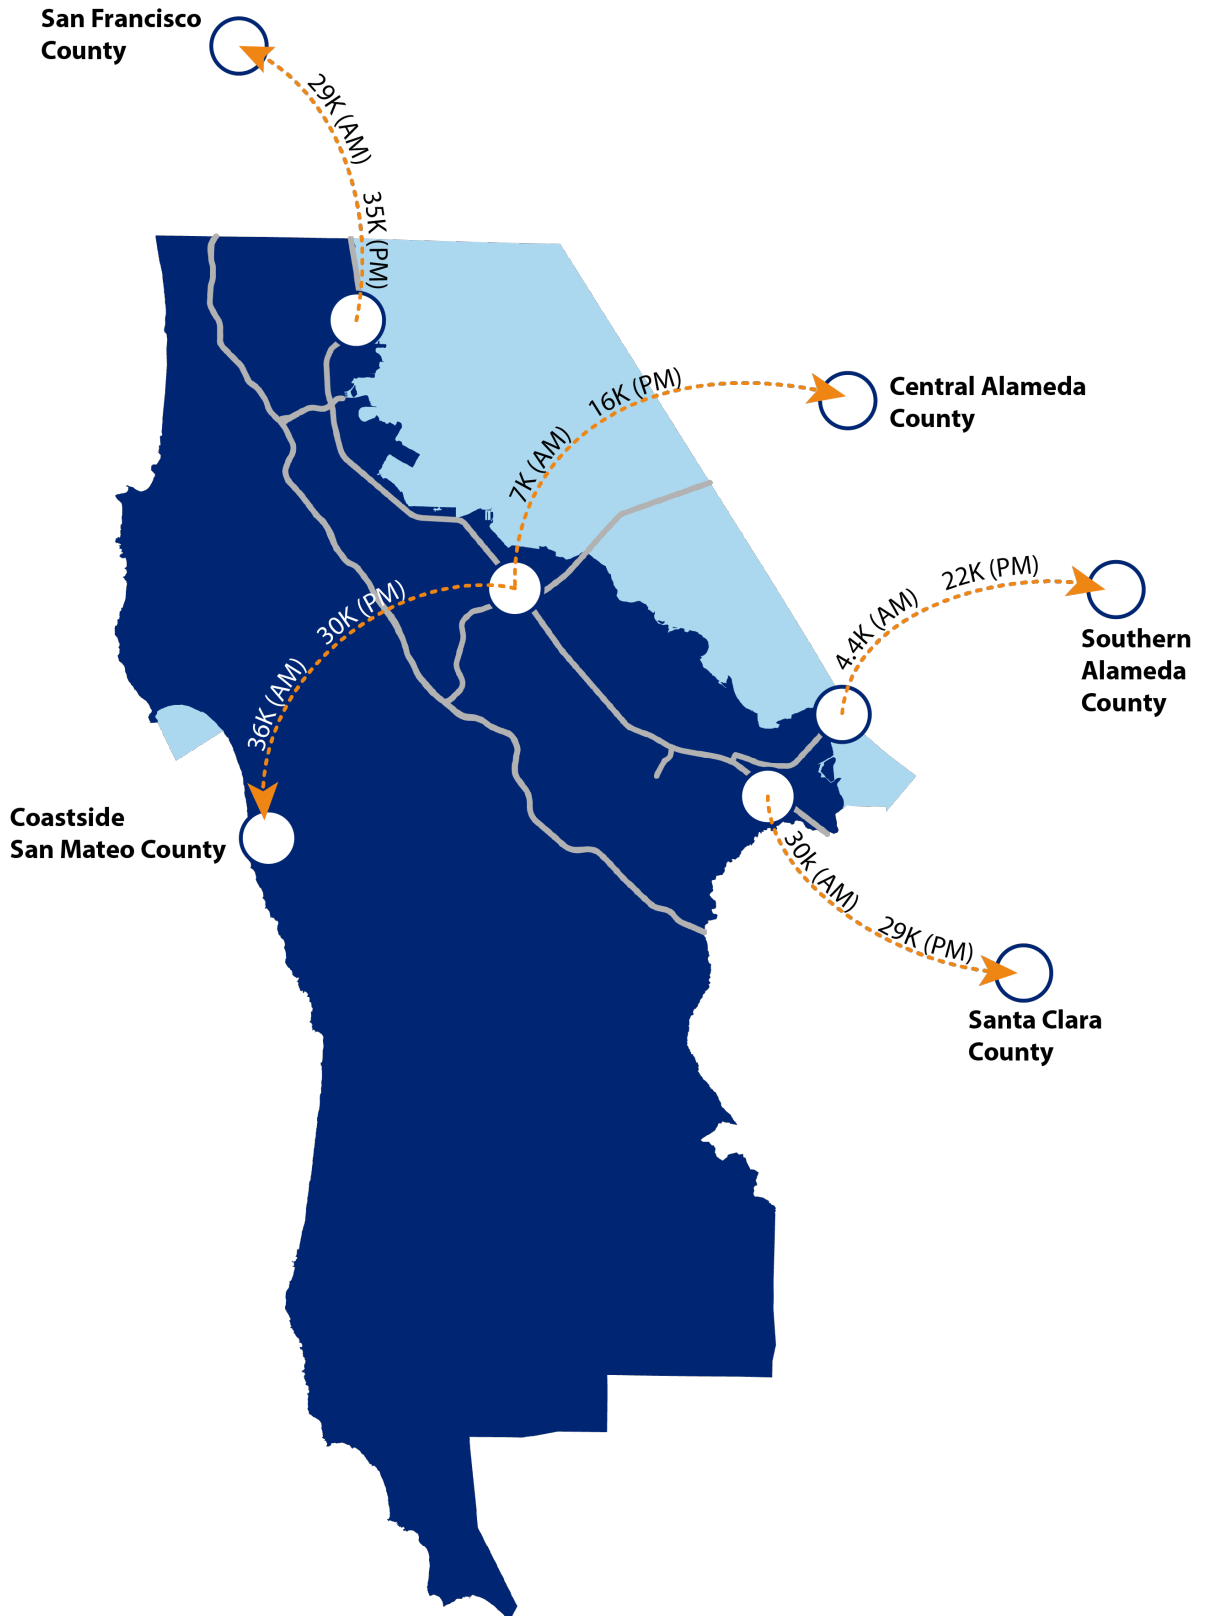 San Francisco
County
29K (AM)
35K (PM)
16K (PM)
7K (AM)
Central Alameda
County
22K (PM)
4.4K (AM)
Southern
Alameda
County
30K (PM)
36K (AM)
Coastside
San Mateo County
30k (AM)
29K (PM)
Santa Clara
County